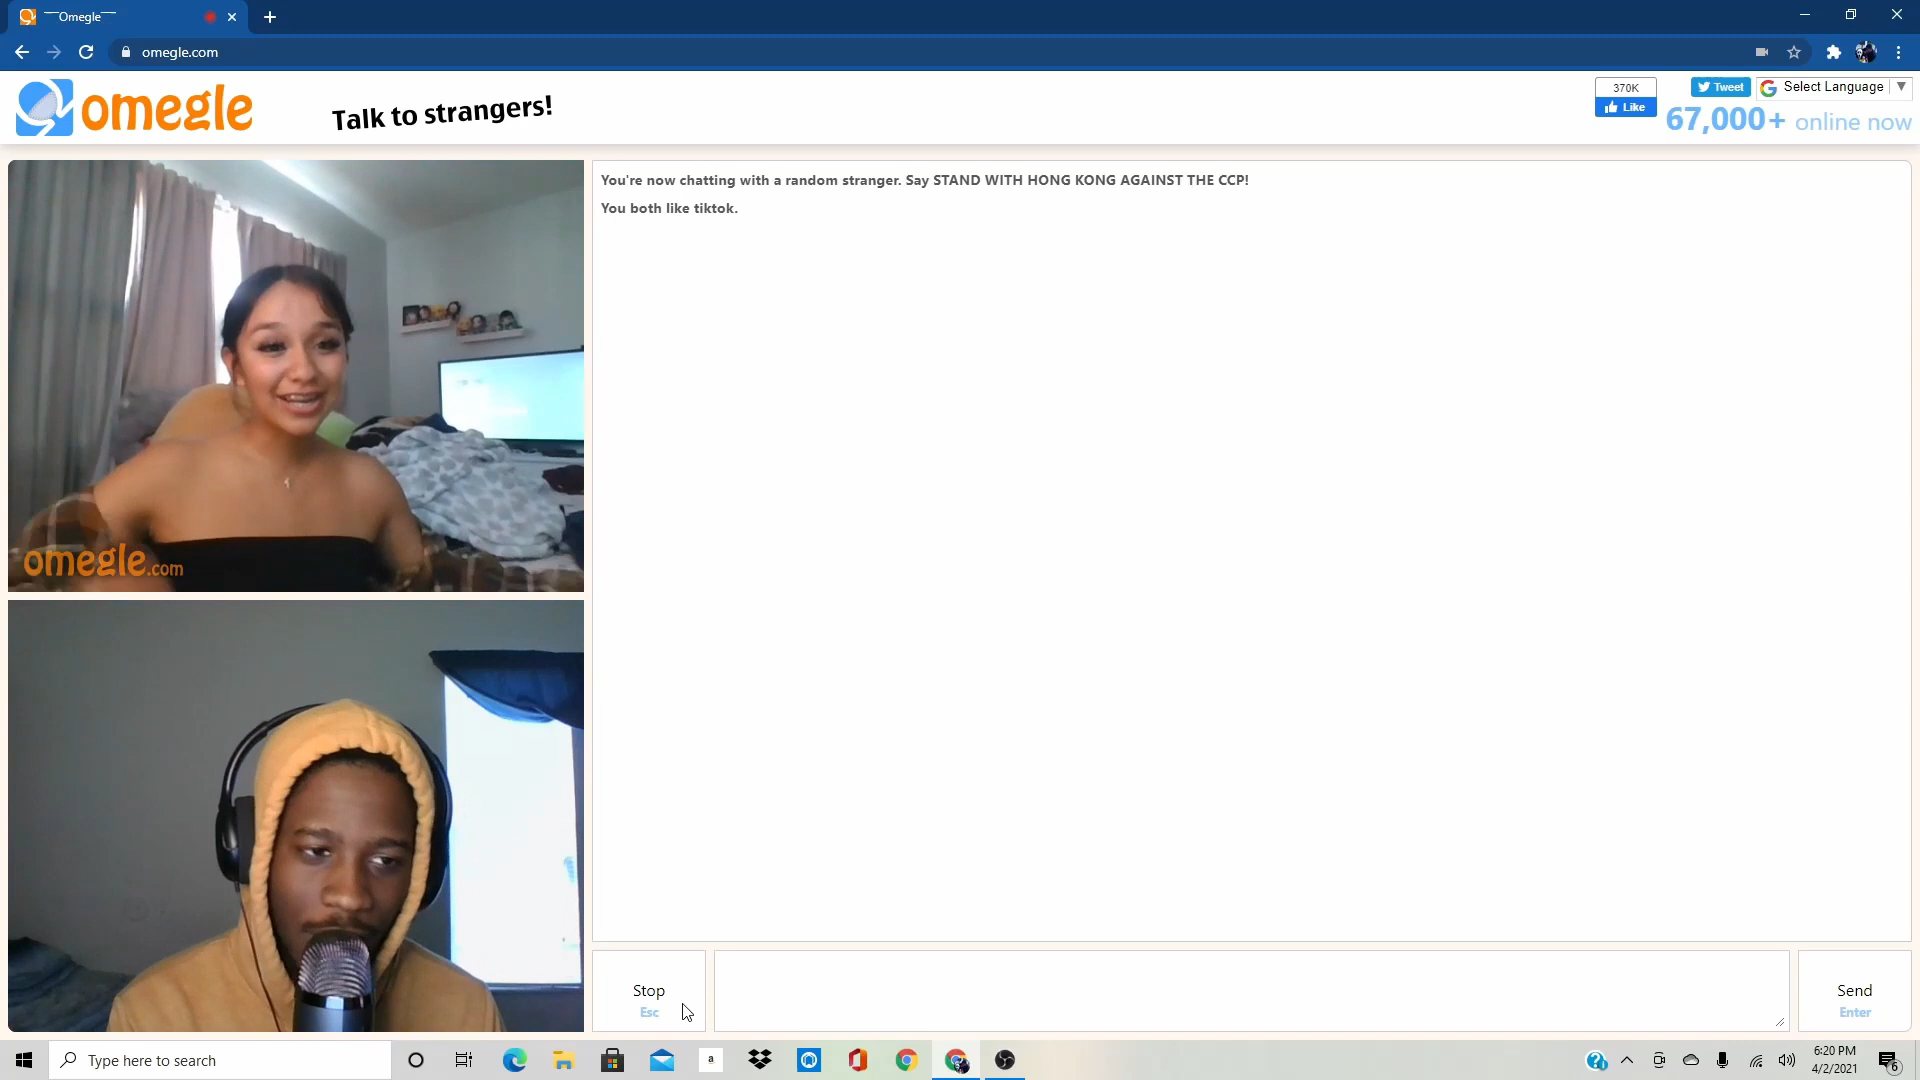 Omegle
omegle.com
omegle
Talk to strangers!
370K
Like
Tweet
Select Language
67,000+ online now
You're now chatting with a random stranger. Say STAND WITH HONG KONG AGAINST THE CCP!
You both like tiktok.
omegle.com
Stop
Esc
Send
Enter
Type here to search
a
6:20 PM
4/2/2021
6